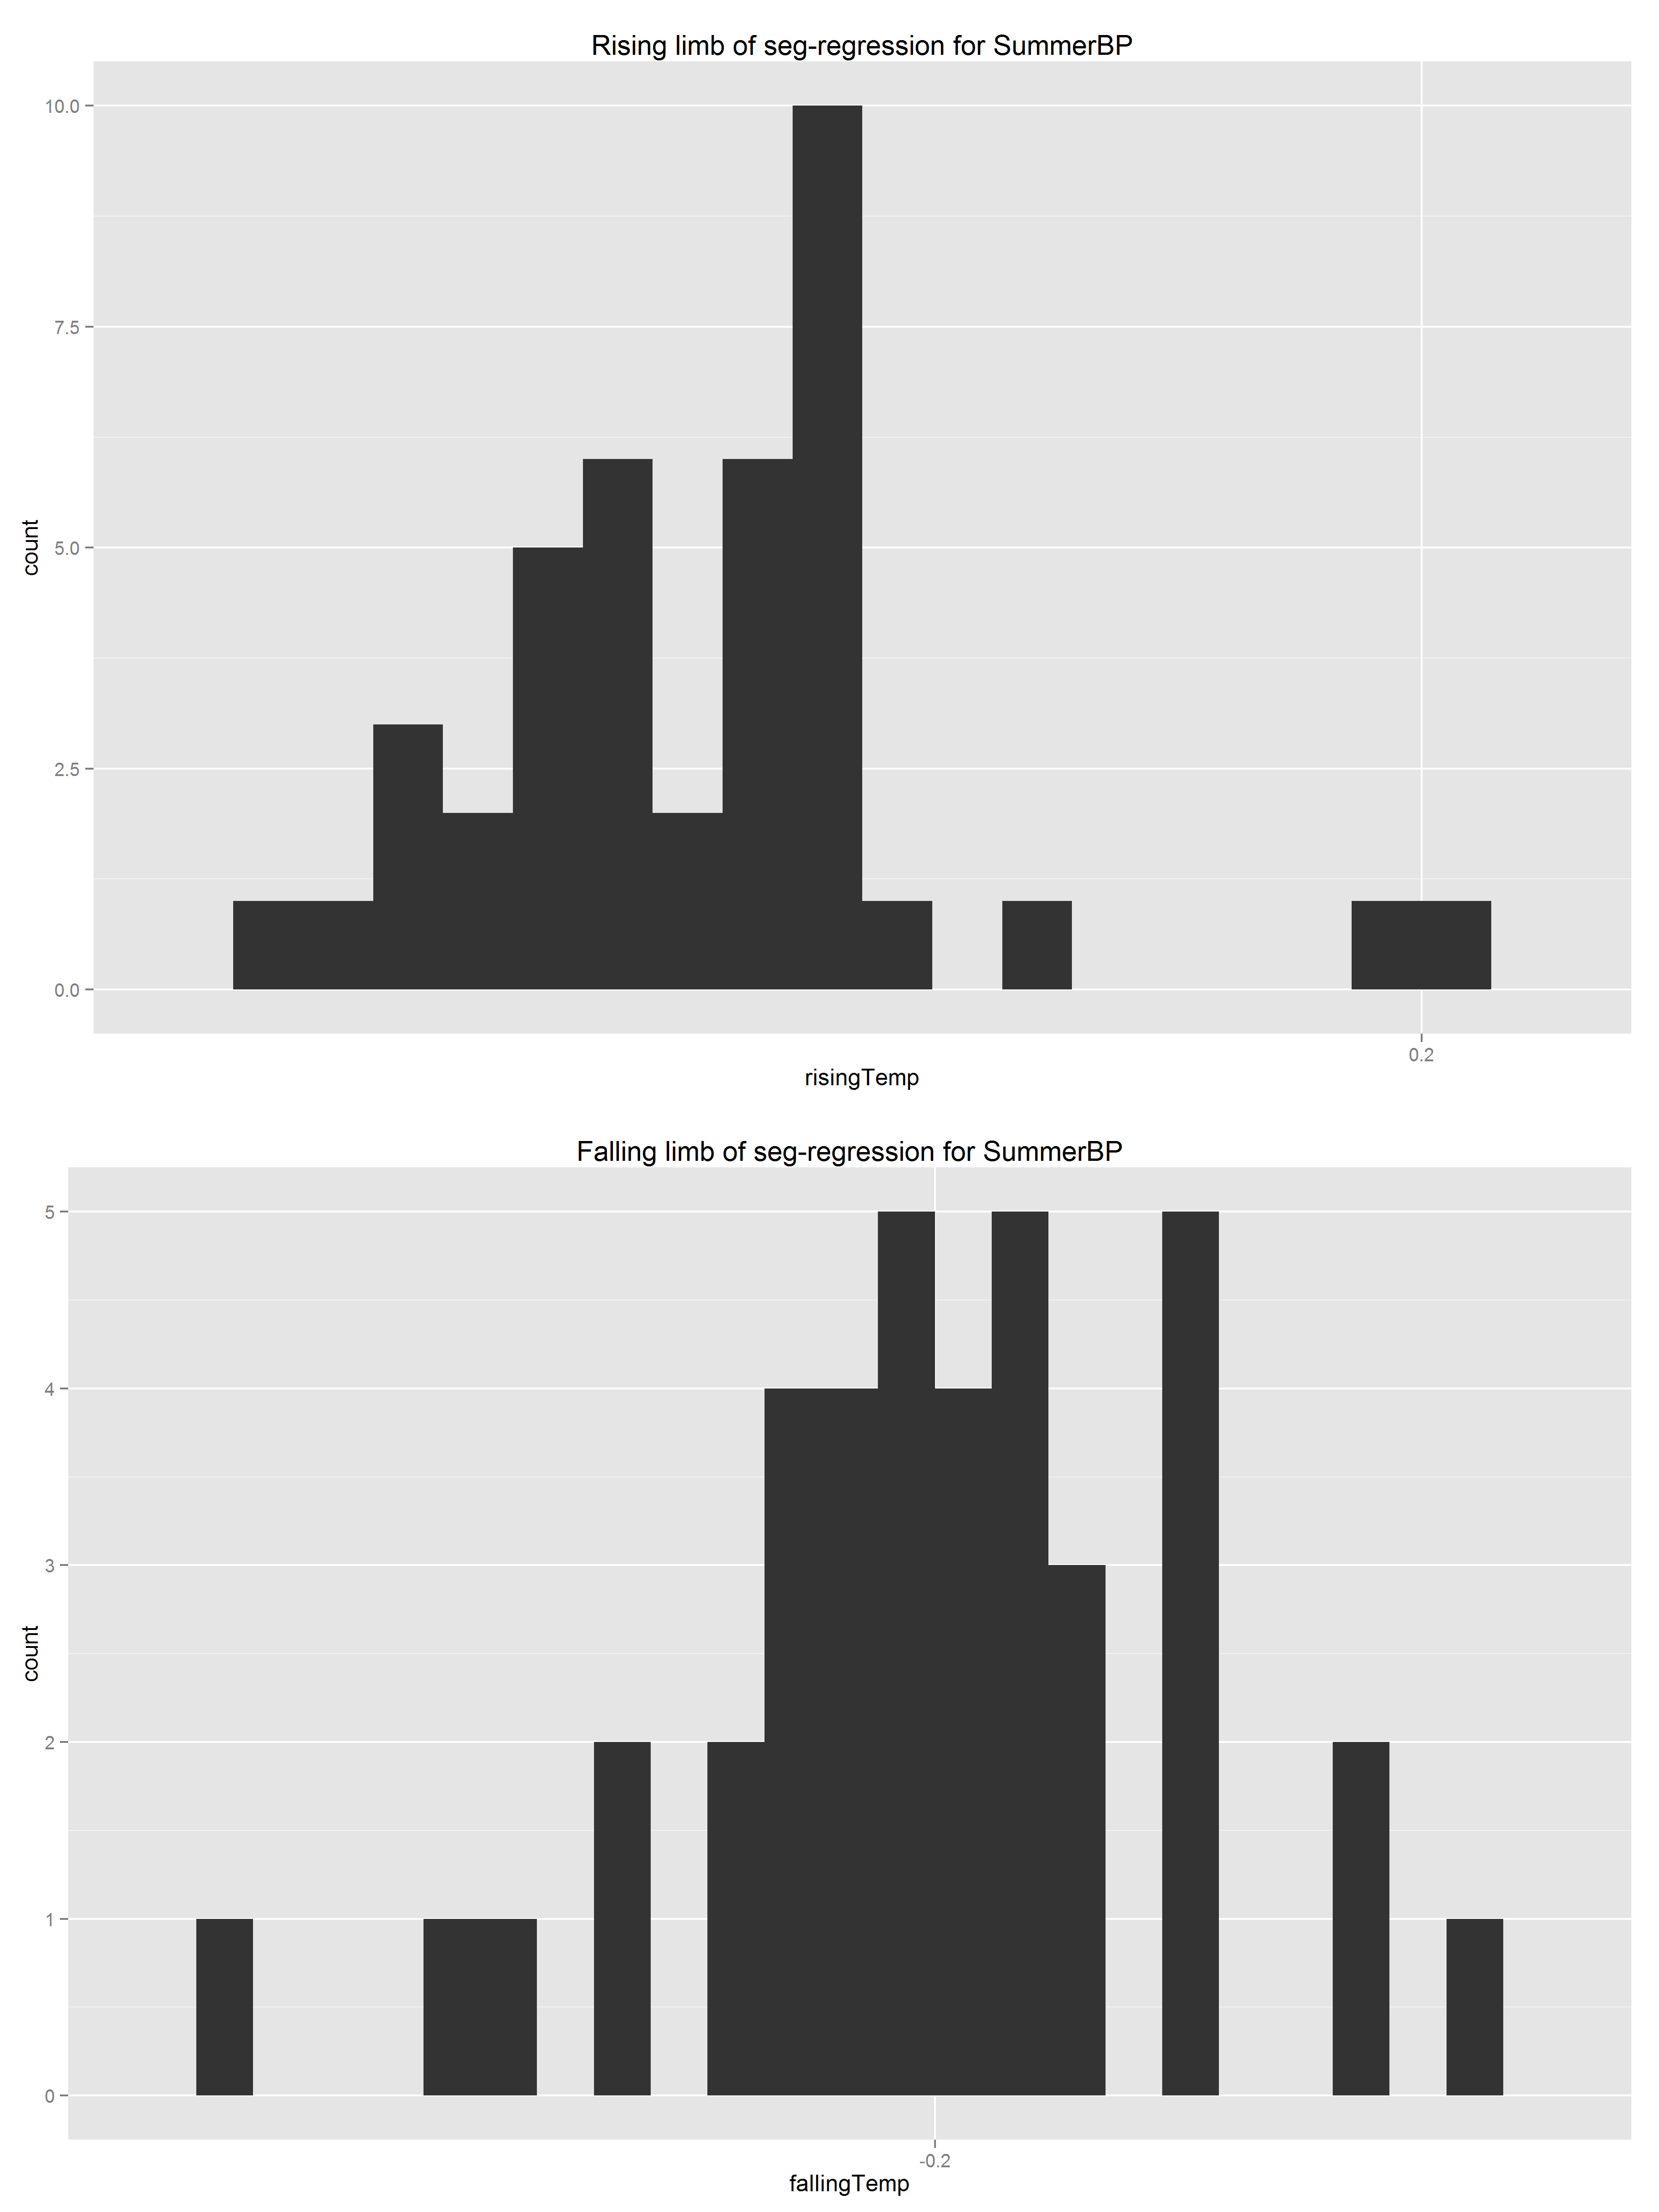 Rising limb of seg-regression for SummerBP
10.0
7.5
5.0
2.5
0.0
count
0.2
risingTemp
Falling limb of seg-regression for SummerBP
5
4
3
2
1
0
count
-0.2
fallingTemp